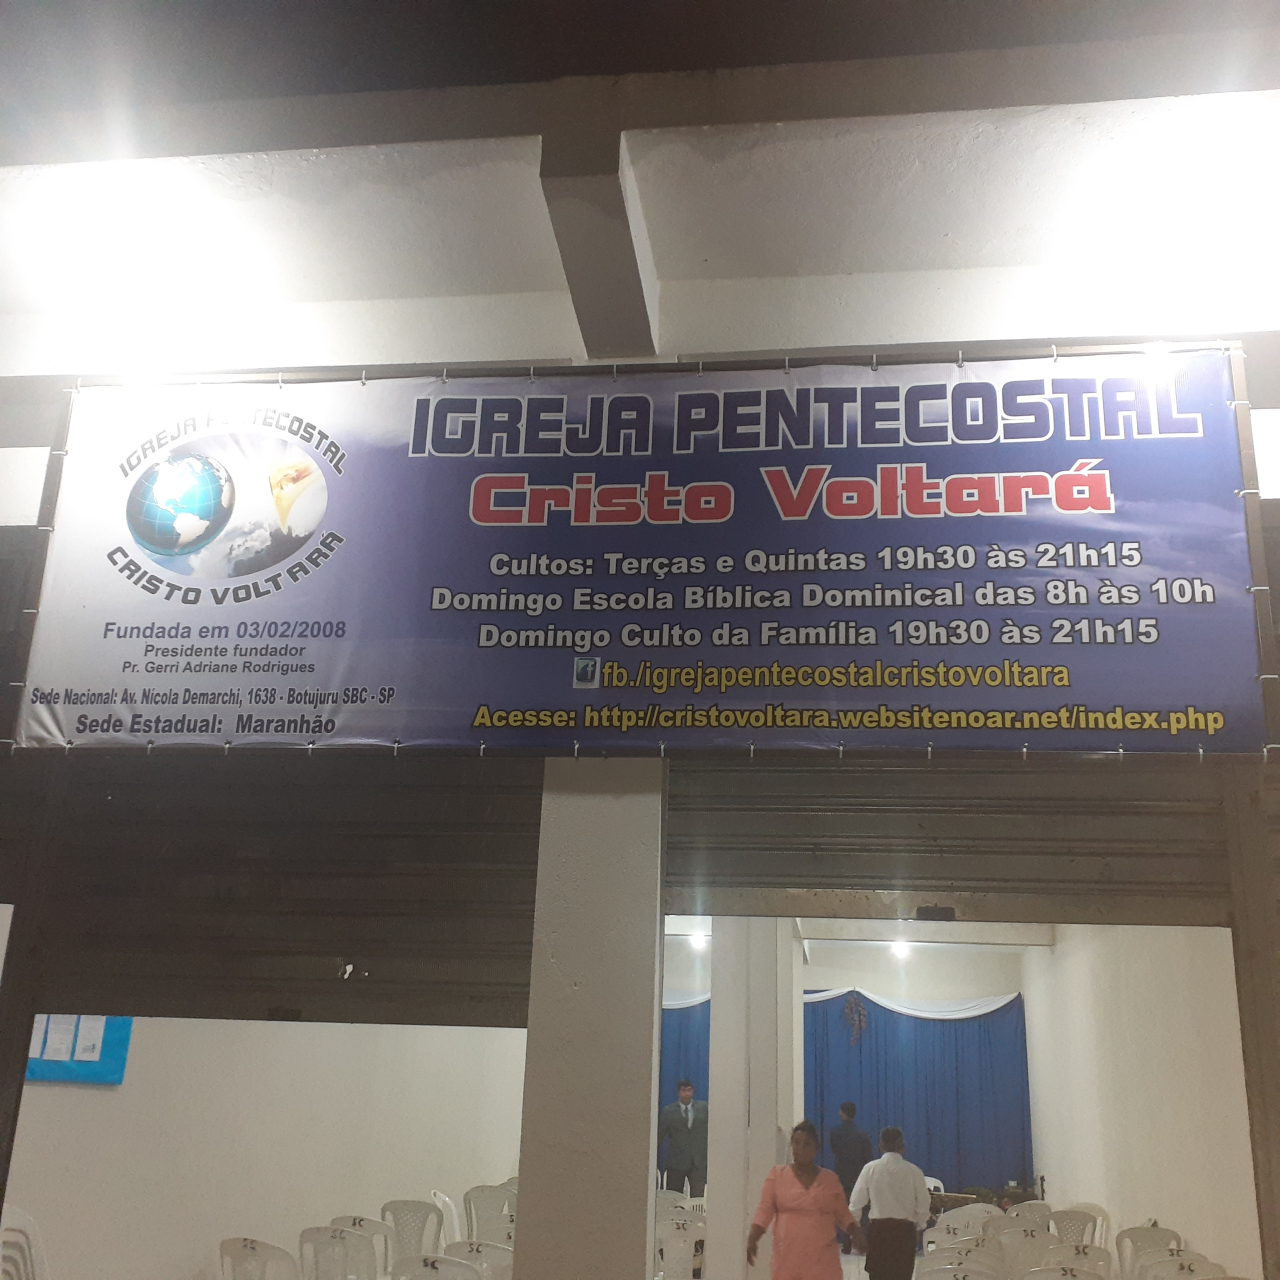 IGREJA PENTECOSTAL
CRISTO VOLTARÁ
Fundada em 03/02/2008
Presidente fundador
Pr. Gerri Adriane Rodrigues
Sede Nacional: Av. Nicola Demarchi, 1638 - Botujuru SBC - SP
Sede Estadual: Maranhão
IGREJA PENTECOSTAL
Cristo Voltará
Cultos: Terças e Quintas 19h30 às 21h15
Domingo Escola Bíblica Dominical das 8h às 10h
Domingo Culto da Família 19h30 às 21h15
f fb./igrejapentecostalcristovoltara
Acesse: http://cristovoltara.websitenoar.net/index.php